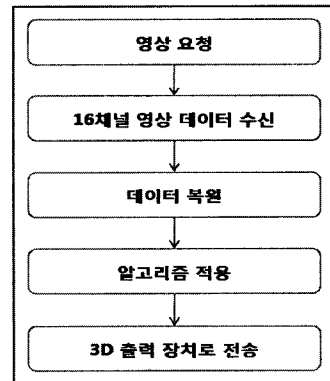 영상 요청
16채널 영상 데이터 수신
데이터 복원
알고리즘 적용
3D 출력 장치로 전송